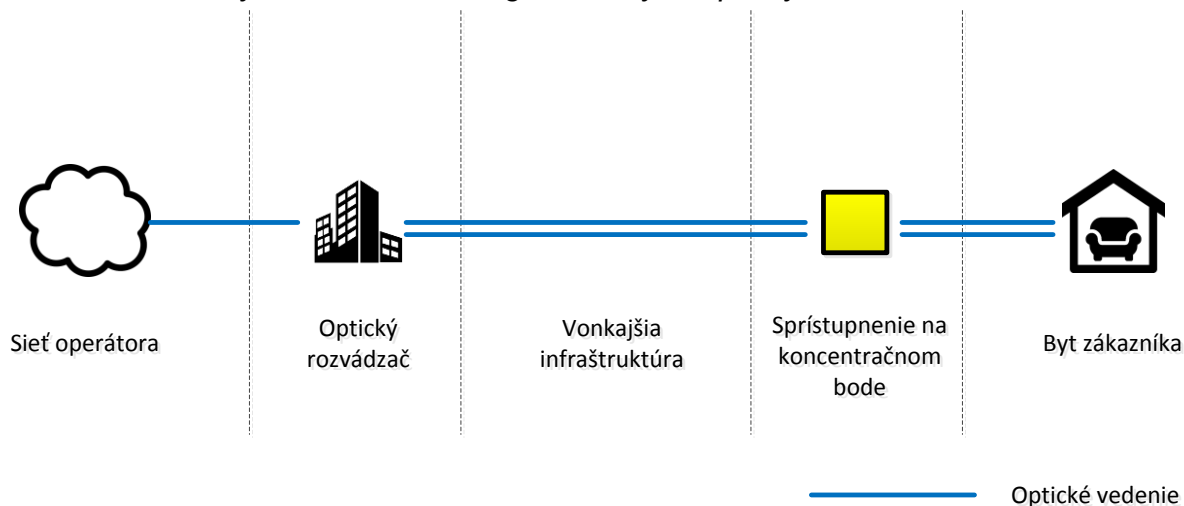 Sieť operátora
Optický
rozvádzač
Vonkajšia
infraštruktúra
Sprístupnenie na
koncentračnom
bode
Byt zákazníka
Optické vedenie